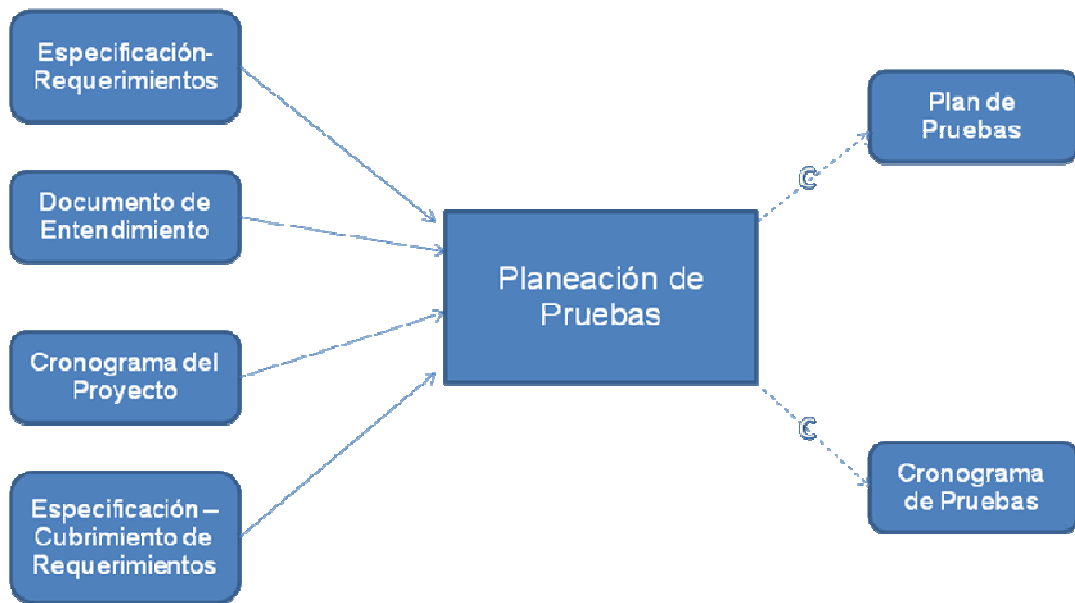 Especificación-
Requerimientos
Documento de
Entendimiento
Cronograma del
Proyecto
Especificación –
Cubrimiento de
Requerimientos
Planeación de
Pruebas
C
C
Plan de
Pruebas
Cronograma
de Pruebas